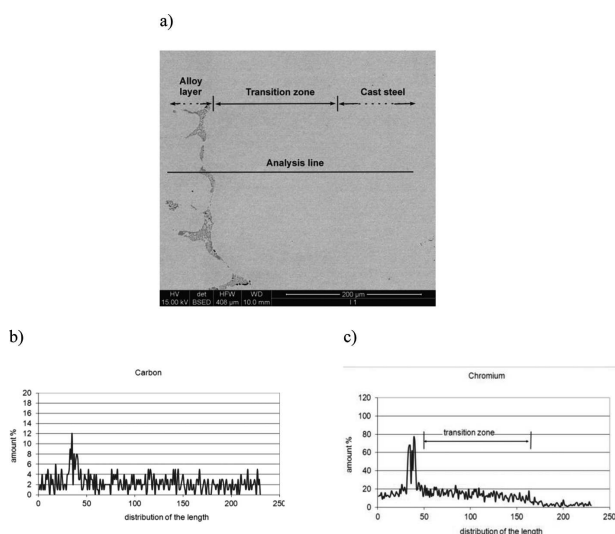 a)
Alloy layer
Transition zone
Cast steel
Analysis line
HV det HFW WD
15.00 kV BSED 408 µm 10.0 mm
200 µm
I 1
b)
Carbon
amount %
20
18
16
14
12
10
8
6
4
2
0
0 50 100 150 200 250
distribution of the length
c)
Chromium
amount %
120
100
80
60
40
20
0
transition zone
0 50 100 150 200 250
distribution of the length